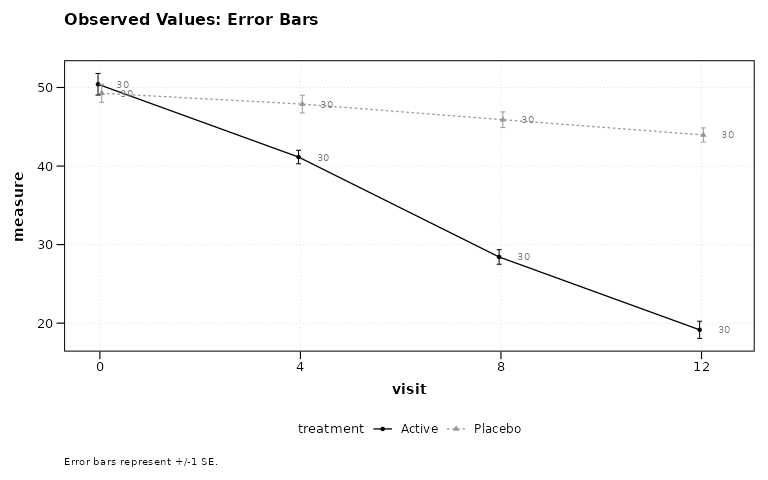 Observed Values: Error Bars
measure
50
40
30
20
30
30
30
30
30
30
30
30
0 4 8 12
visit
treatment Active Placebo
Error bars represent +/-1 SE.